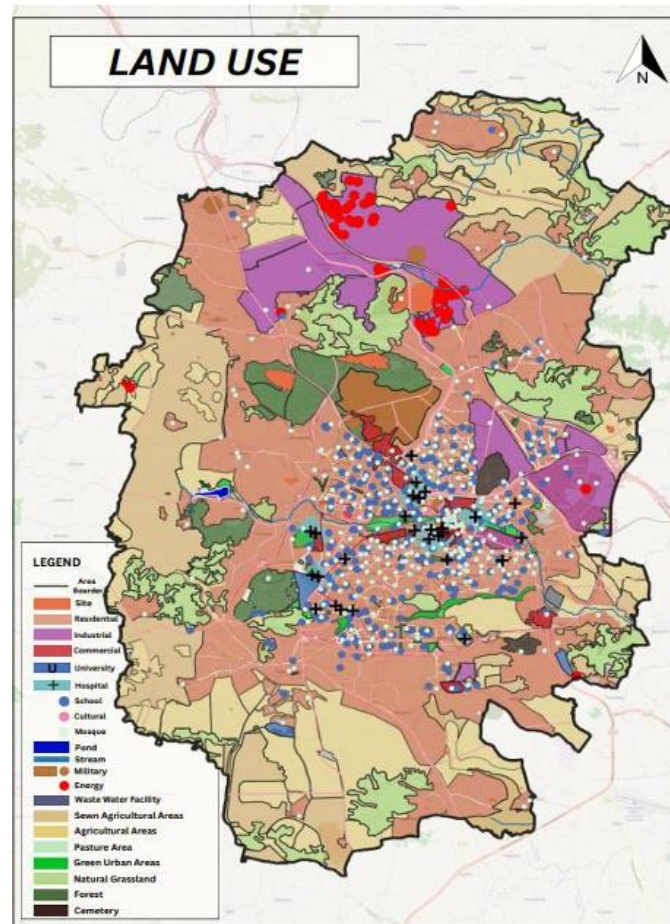 LAND USE
N
LEGEND
Area
Boarder
Site
Residential
Industrial
Commercial
U
University
Hospital
School
Cultural
Mosque
Pond
Stream
Military
Energy
Waste Water Facility
Sewn Agricultural Areas
Agricultural Areas
Pasture Area
Green Urban Areas
Natural Grassland
Forest
Cemetery